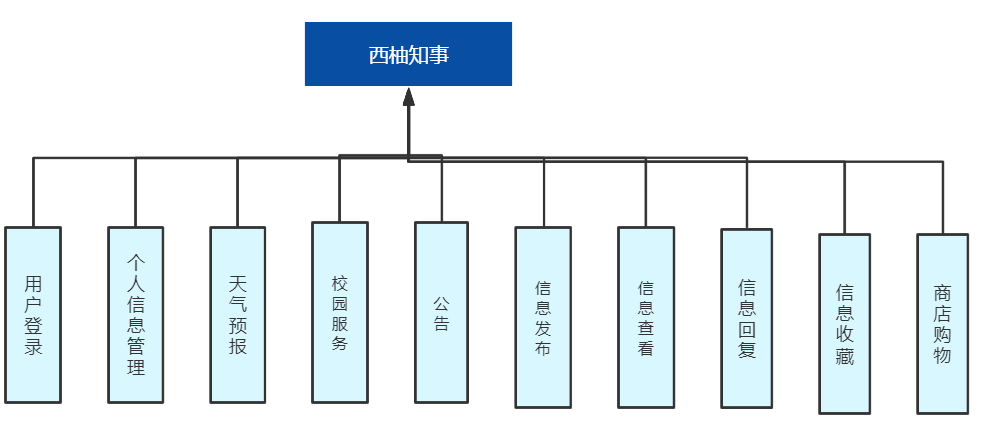 西柚知事
用户登录
个人信息管理
天气预报
校园服务
公告
信息发布
信息查看
信息回复
信息收藏
商店购物